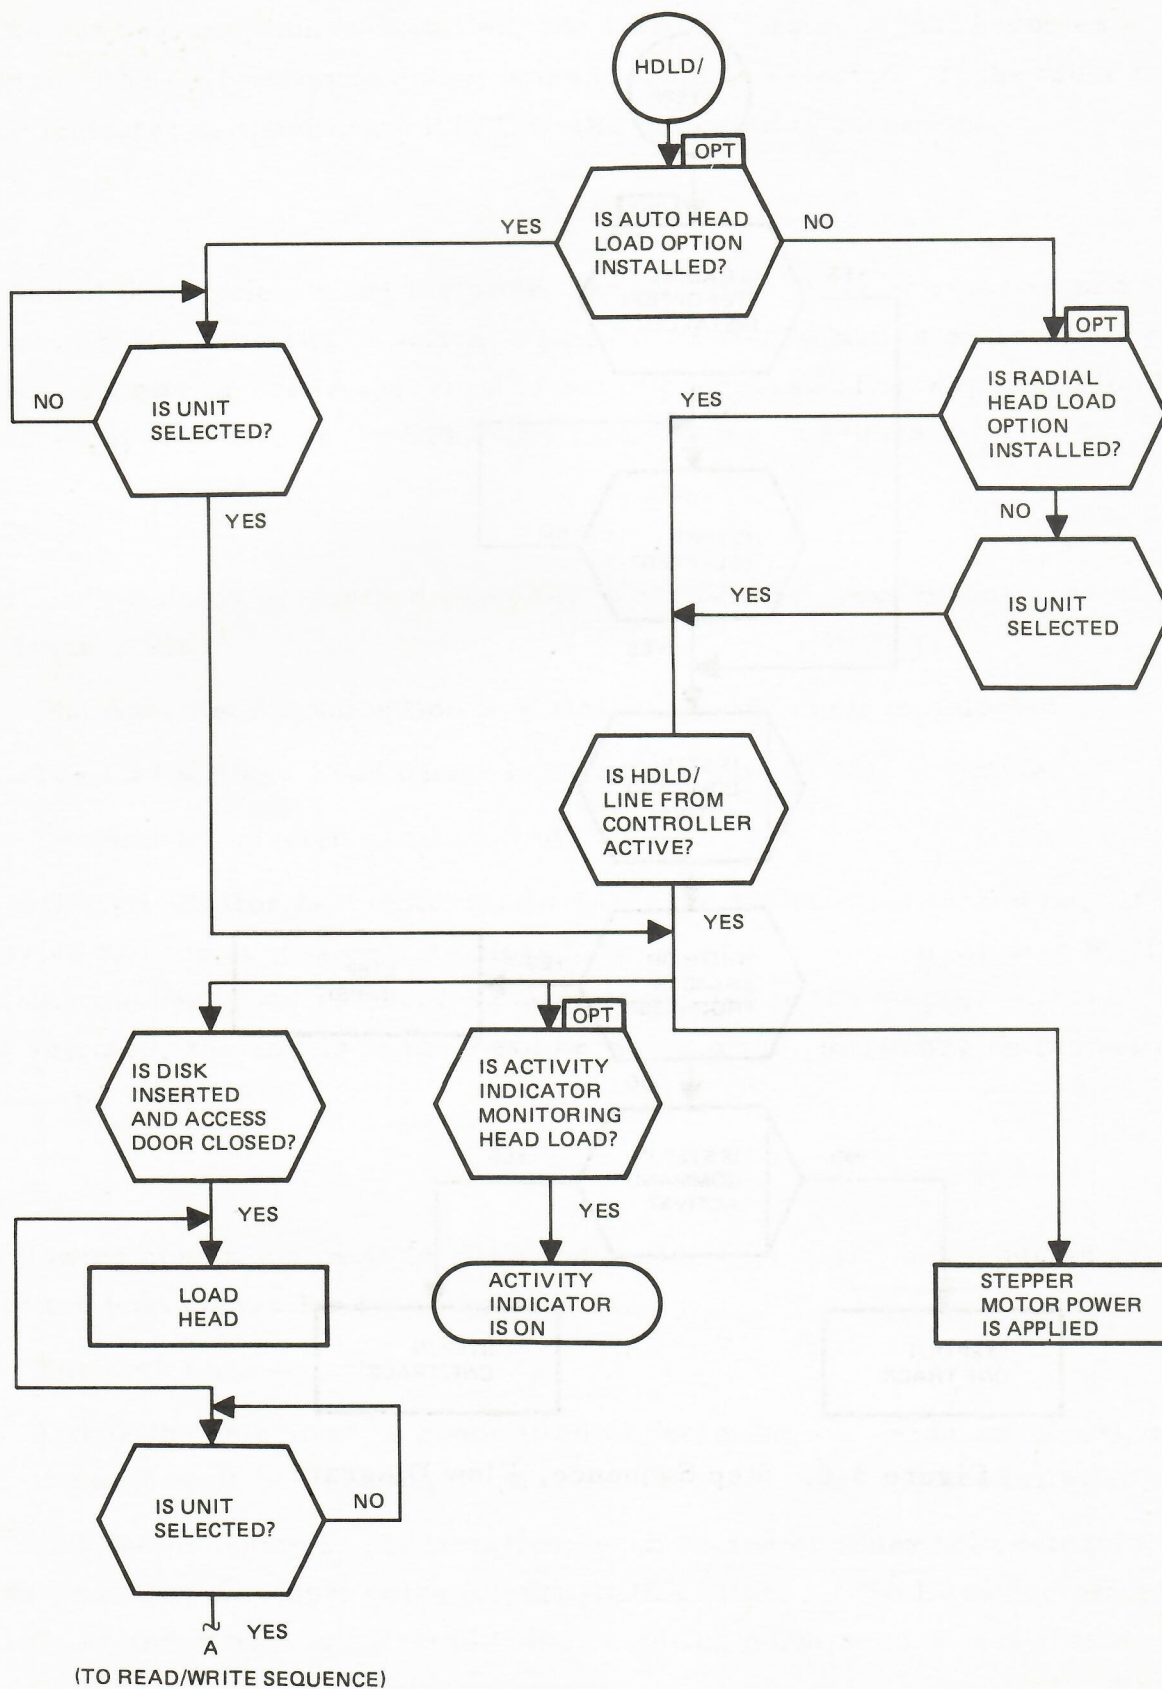 HDLD/
OPT
IS AUTO HEAD
LOAD OPTION
INSTALLED?
YES
NO
OPT
IS RADIAL
HEAD LOAD
OPTION
INSTALLED?
YES
NO
IS UNIT
SELECTED?
NO
YES
IS UNIT
SELECTED
YES
IS HDLD/
LINE FROM
CONTROLLER
ACTIVE?
YES
IS DISK
INSERTED
AND ACCESS
DOOR CLOSED?
YES
OPT
IS ACTIVITY
INDICATOR
MONITORING
HEAD LOAD?
YES
LOAD
HEAD
ACTIVITY
INDICATOR
IS ON
STEPPER
MOTOR POWER
IS APPLIED
IS UNIT
SELECTED?
NO
YES
A
(TO READ/WRITE SEQUENCE)